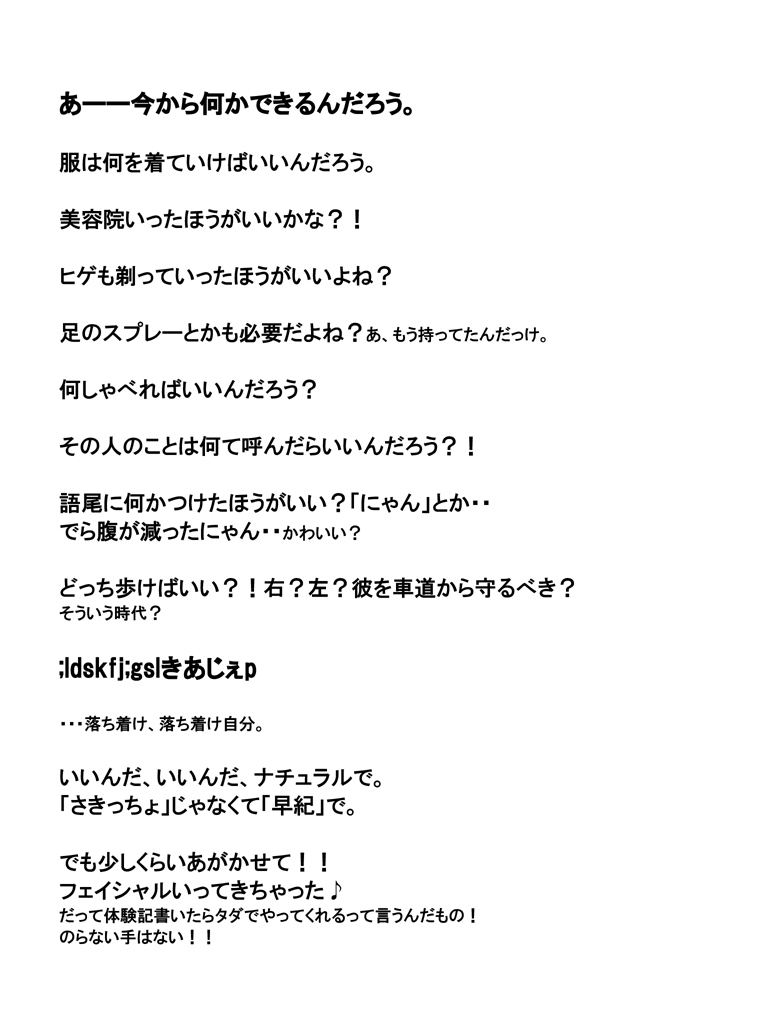 あーー今から何かできるんだろう。
服は何を着ていけばいいんだろう。
美容院いったほうがいいかな？！
ヒゲも剃っていったほうがいいよね？
足のスプレーとかも必要だよね？あ、もう持ってたんだっけ。
何しゃべればいいんだろう？
その人のことは何て呼んだらいいんだろう？！
語尾に何かつけたほうがいい？「にゃん」とか・・
でら腹が減ったにゃん・・かわいい？
どっち歩けばいい？！右？左？彼を車道から守るべき？
そういう時代？
;ldskfj;gslきあじぇp
・・・落ち着け、落ち着け自分。
いいんだ、いいんだ、ナチュラルで。
「さきっちょ」じゃなくて「早紀」で。
でも少しくらいあがかせて！！
フェイシャルいってきちゃった♪
だって体験記書いたらタダでやってくれるって言うんだもの！
のらない手はない！！